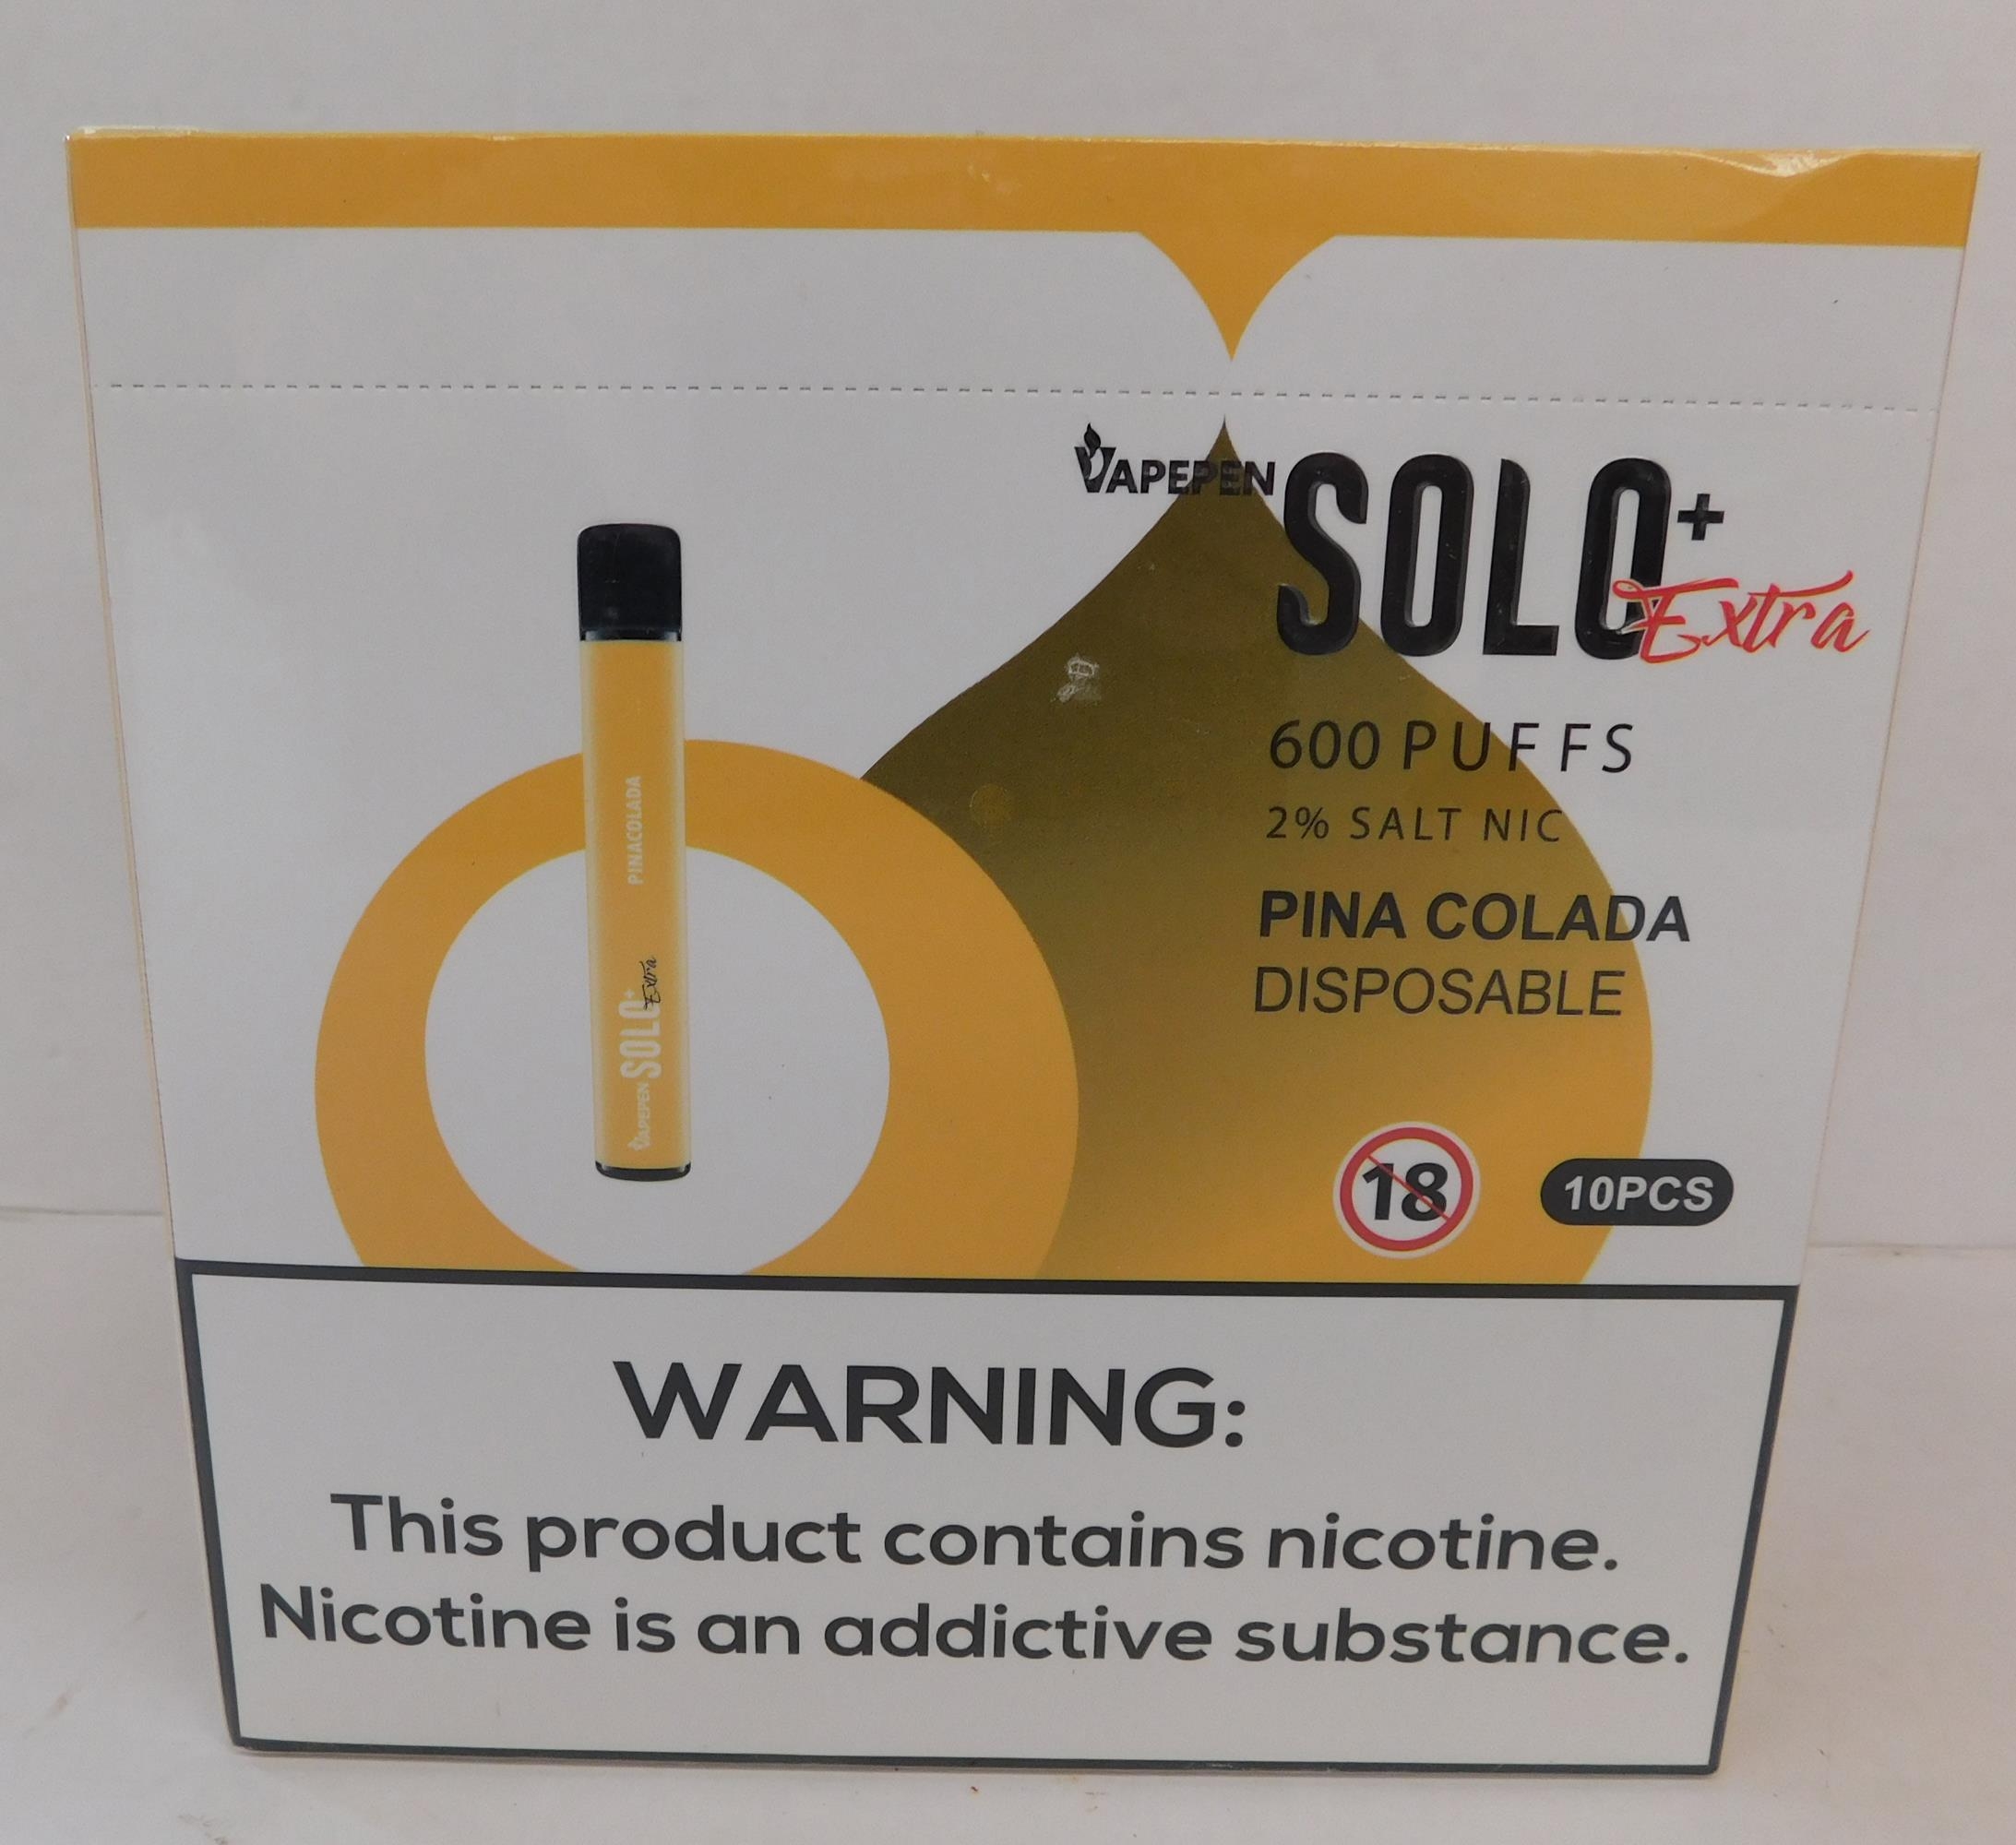 VAPEPEN SOLO+
Extra
600 PUFFS
2% SALT NIC
PINA COLADA
DISPOSABLE
18
10PCS
PINACOLADA
VAPEPEN SOLO+ Extra
WARNING:
This product contains nicotine.
Nicotine is an addictive substance.